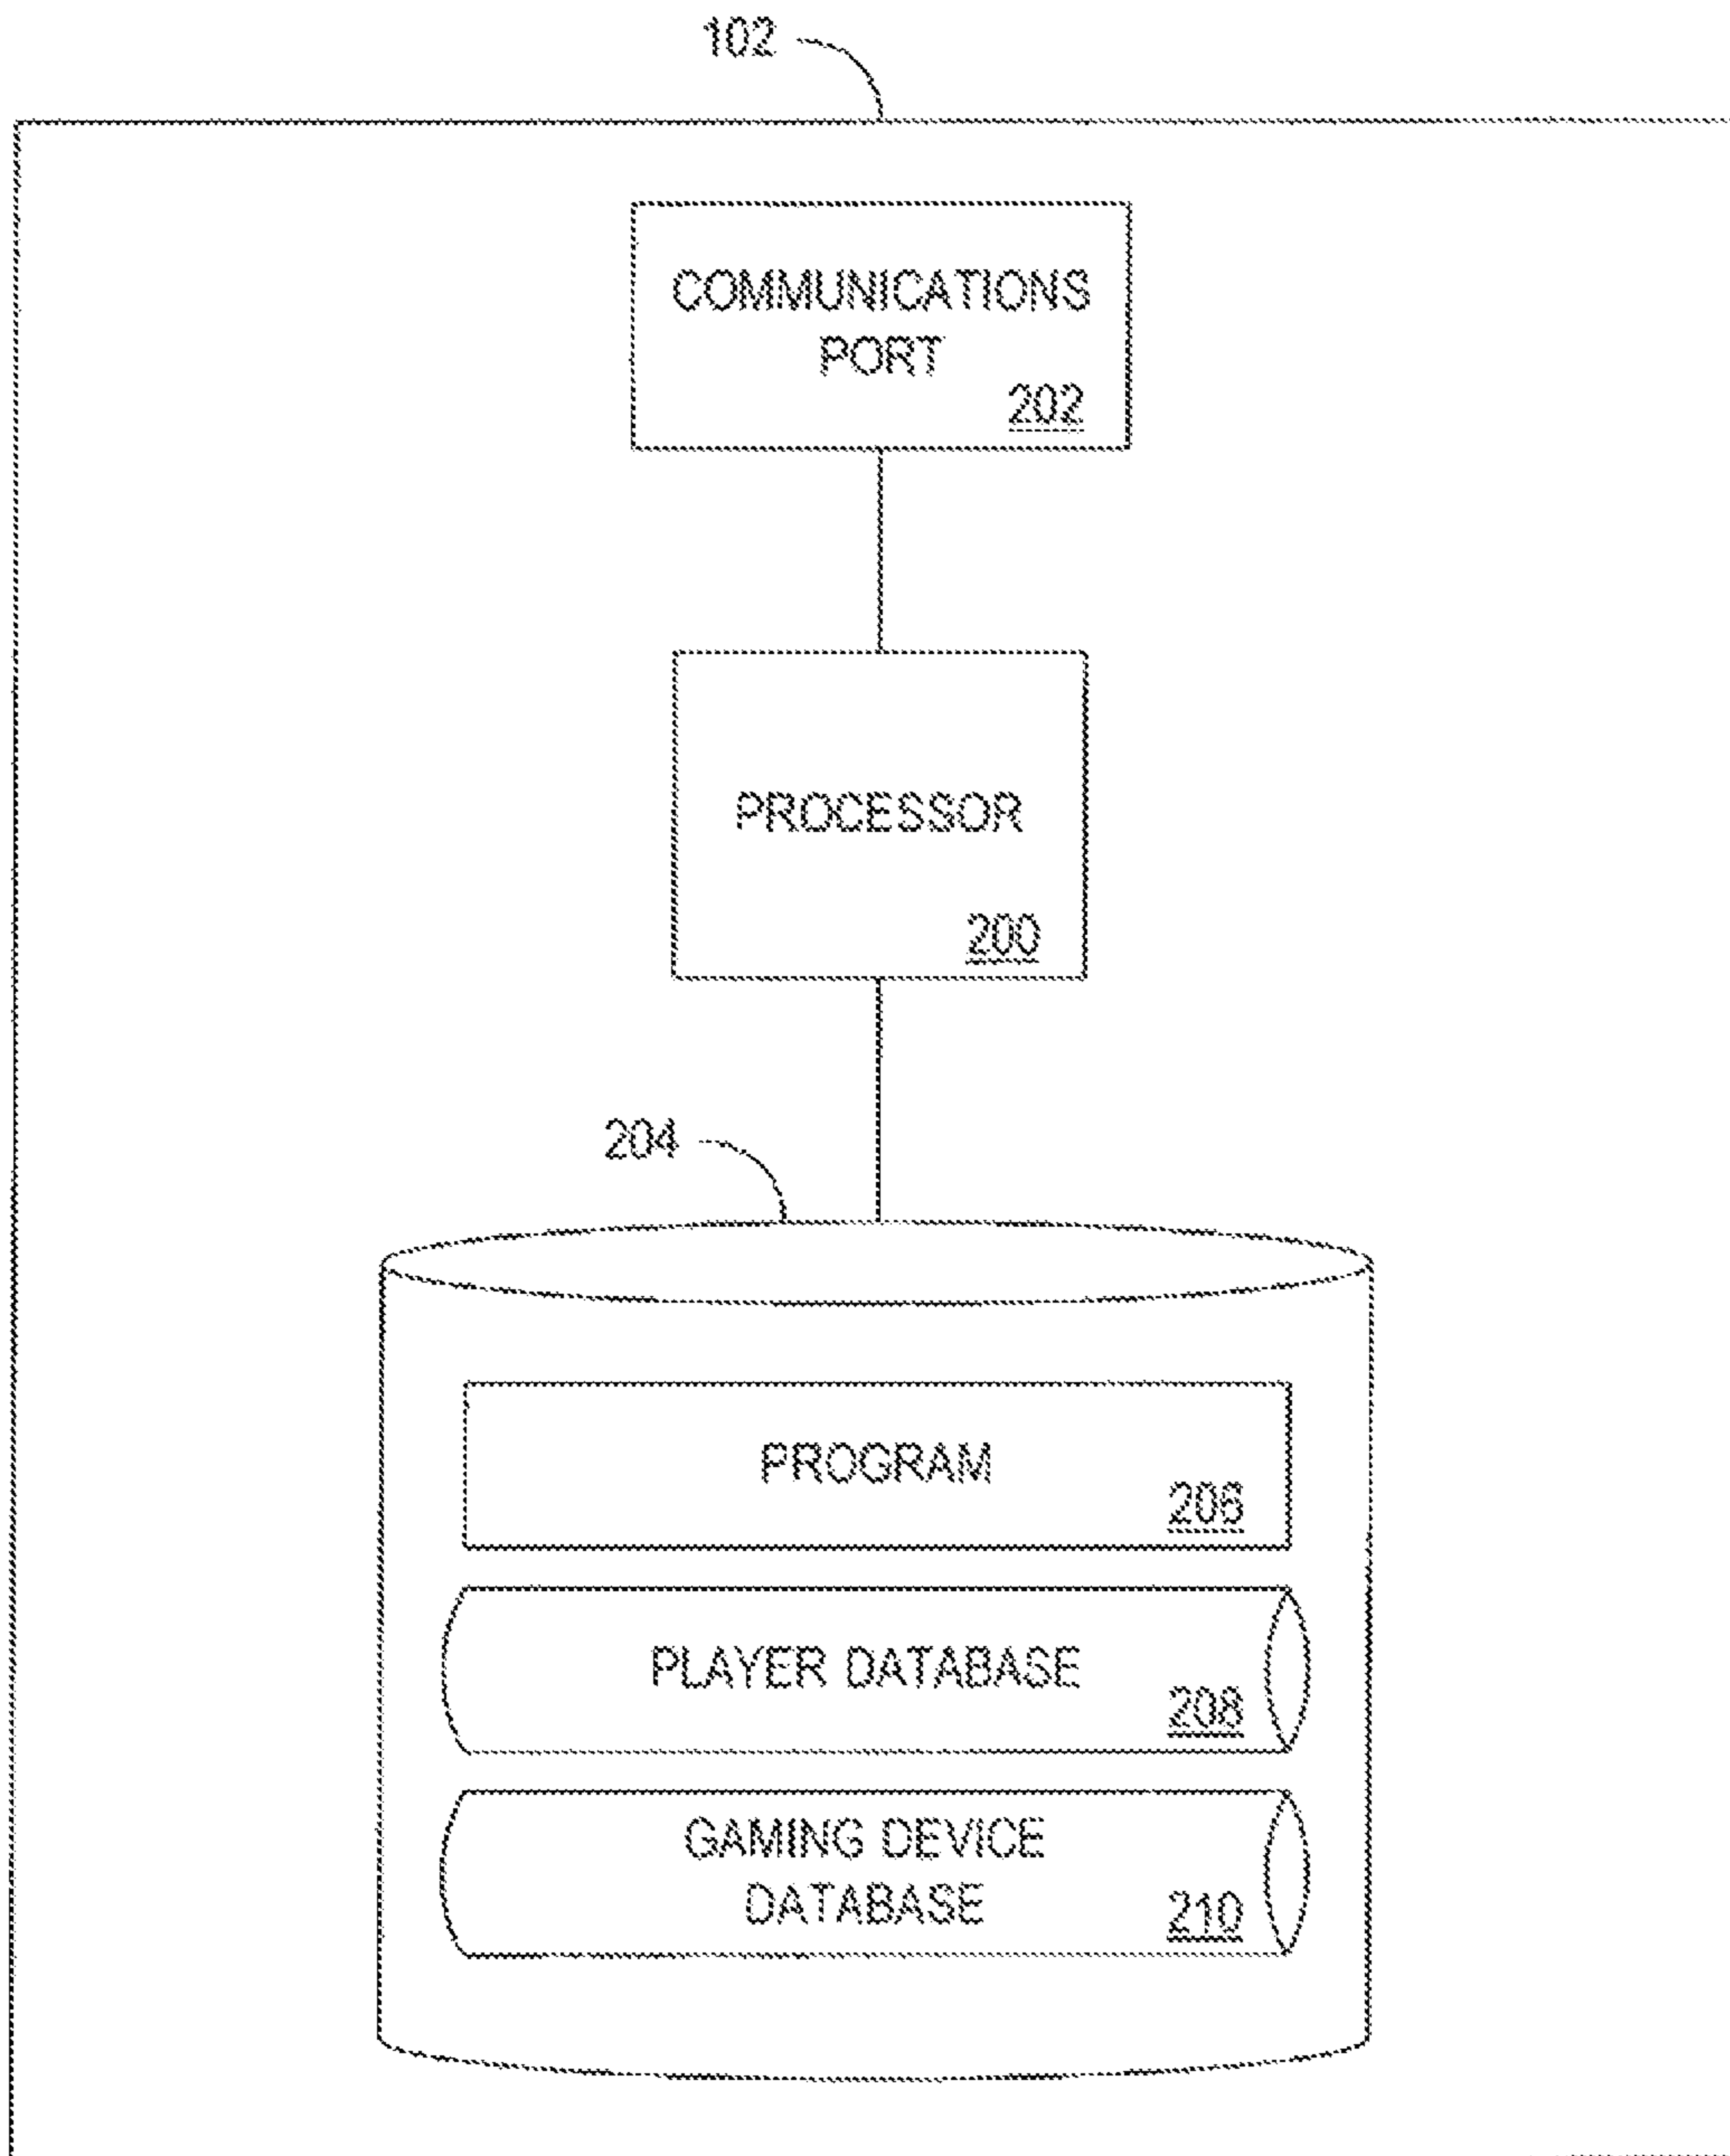 102
COMMUNICATIONS
PORT
202
PROCESSOR
200
204
PROGRAM
206
PLAYER DATABASE
208
GAMING DEVICE
DATABASE
210